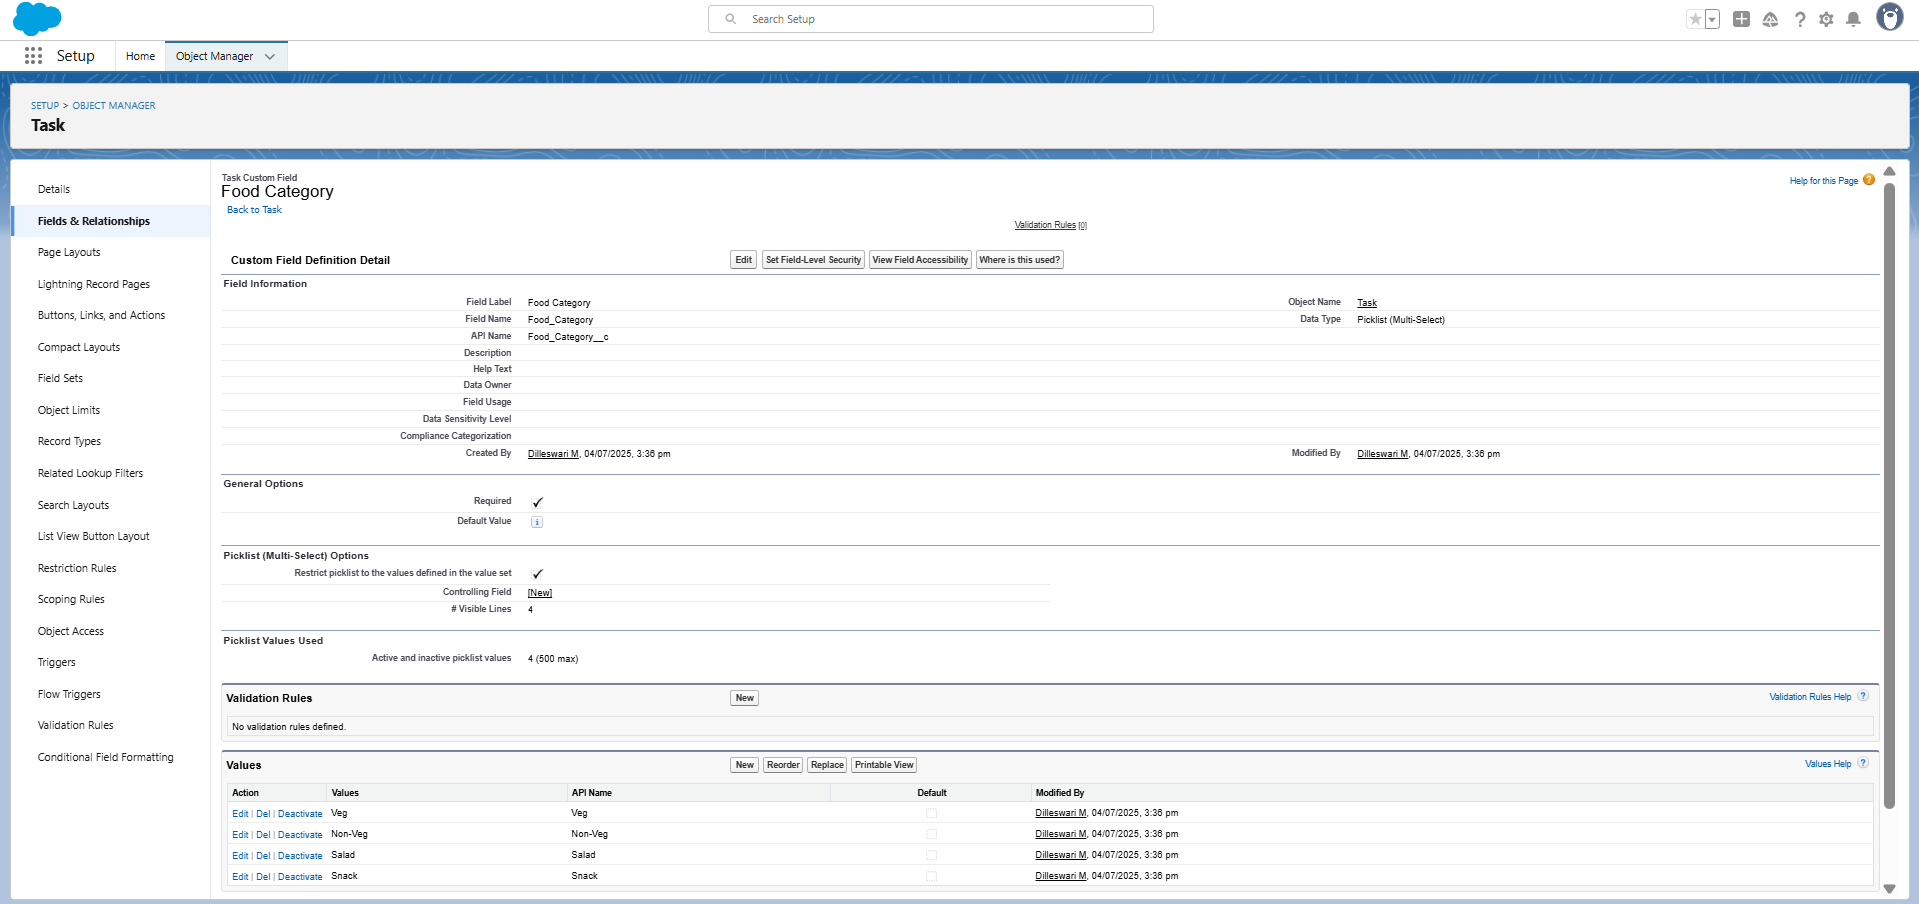 Search Setup
Setup
Home
Object Manager
SETUP > OBJECT MANAGER
Task
Details
Fields & Relationships
Page Layouts
Lightning Record Pages
Buttons, Links, and Actions
Compact Layouts
Field Sets
Object Limits
Record Types
Related Lookup Filters
Search Layouts
List View Button Layout
Restriction Rules
Scoping Rules
Object Access
Triggers
Flow Triggers
Validation Rules
Conditional Field Formatting
Task Custom Field
Food Category
Back to Task
Help for this Page ?
Validation Rules [0]
Custom Field Definition Detail Edit Set Field-Level Security View Field Accessibility Where is this used?
Field Information
Field Label Food Category Object Name Task
Field Name Food_Category Data Type Picklist (Multi-Select)
API Name Food_Category__c
Description
Help Text
Data Owner
Field Usage
Data Sensitivity Level
Compliance Categorization
Created By Dilleswari M, 04/07/2025, 3:36 pm Modified By Dilleswari M, 04/07/2025, 3:36 pm
General Options
Required ✓
Default Value i
Picklist (Multi-Select) Options
Restrict picklist to the values defined in the value set ✓
Controlling Field [New]
# Visible Lines 4
Picklist Values Used
Active and inactive picklist values 4 (500 max)
Validation Rules New Validation Rules Help ?
No validation rules defined.
Values New Reorder Replace Printable View Values Help ?
Action Values API Name Default Modified By
Edit | Del | Deactivate Veg Veg Dilleswari M, 04/07/2025, 3:36 pm
Edit | Del | Deactivate Non-Veg Non-Veg Dilleswari M, 04/07/2025, 3:36 pm
Edit | Del | Deactivate Salad Salad Dilleswari M, 04/07/2025, 3:36 pm
Edit | Del | Deactivate Snack Snack Dilleswari M, 04/07/2025, 3:36 pm